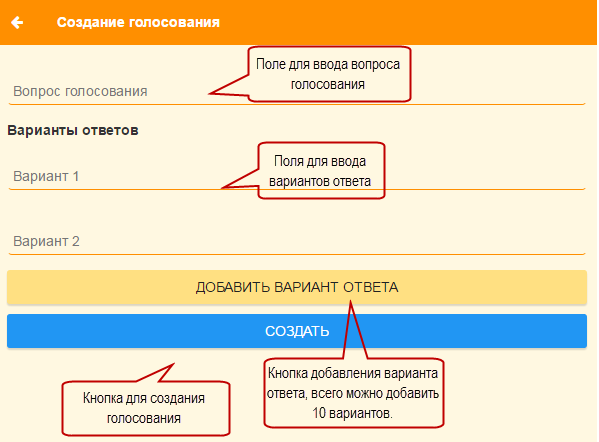 Создание голосования
Поле для ввода вопроса
голосования
Вопрос голосования
Варианты ответов
Поля для ввода
вариантов ответа
Вариант 1
Вариант 2
ДОБАВИТЬ ВАРИАНТ ОТВЕТА
СОЗДАТЬ
Кнопка добавления варианта
ответа, всего можно добавить
10 вариантов.
Кнопка для создания
голосования